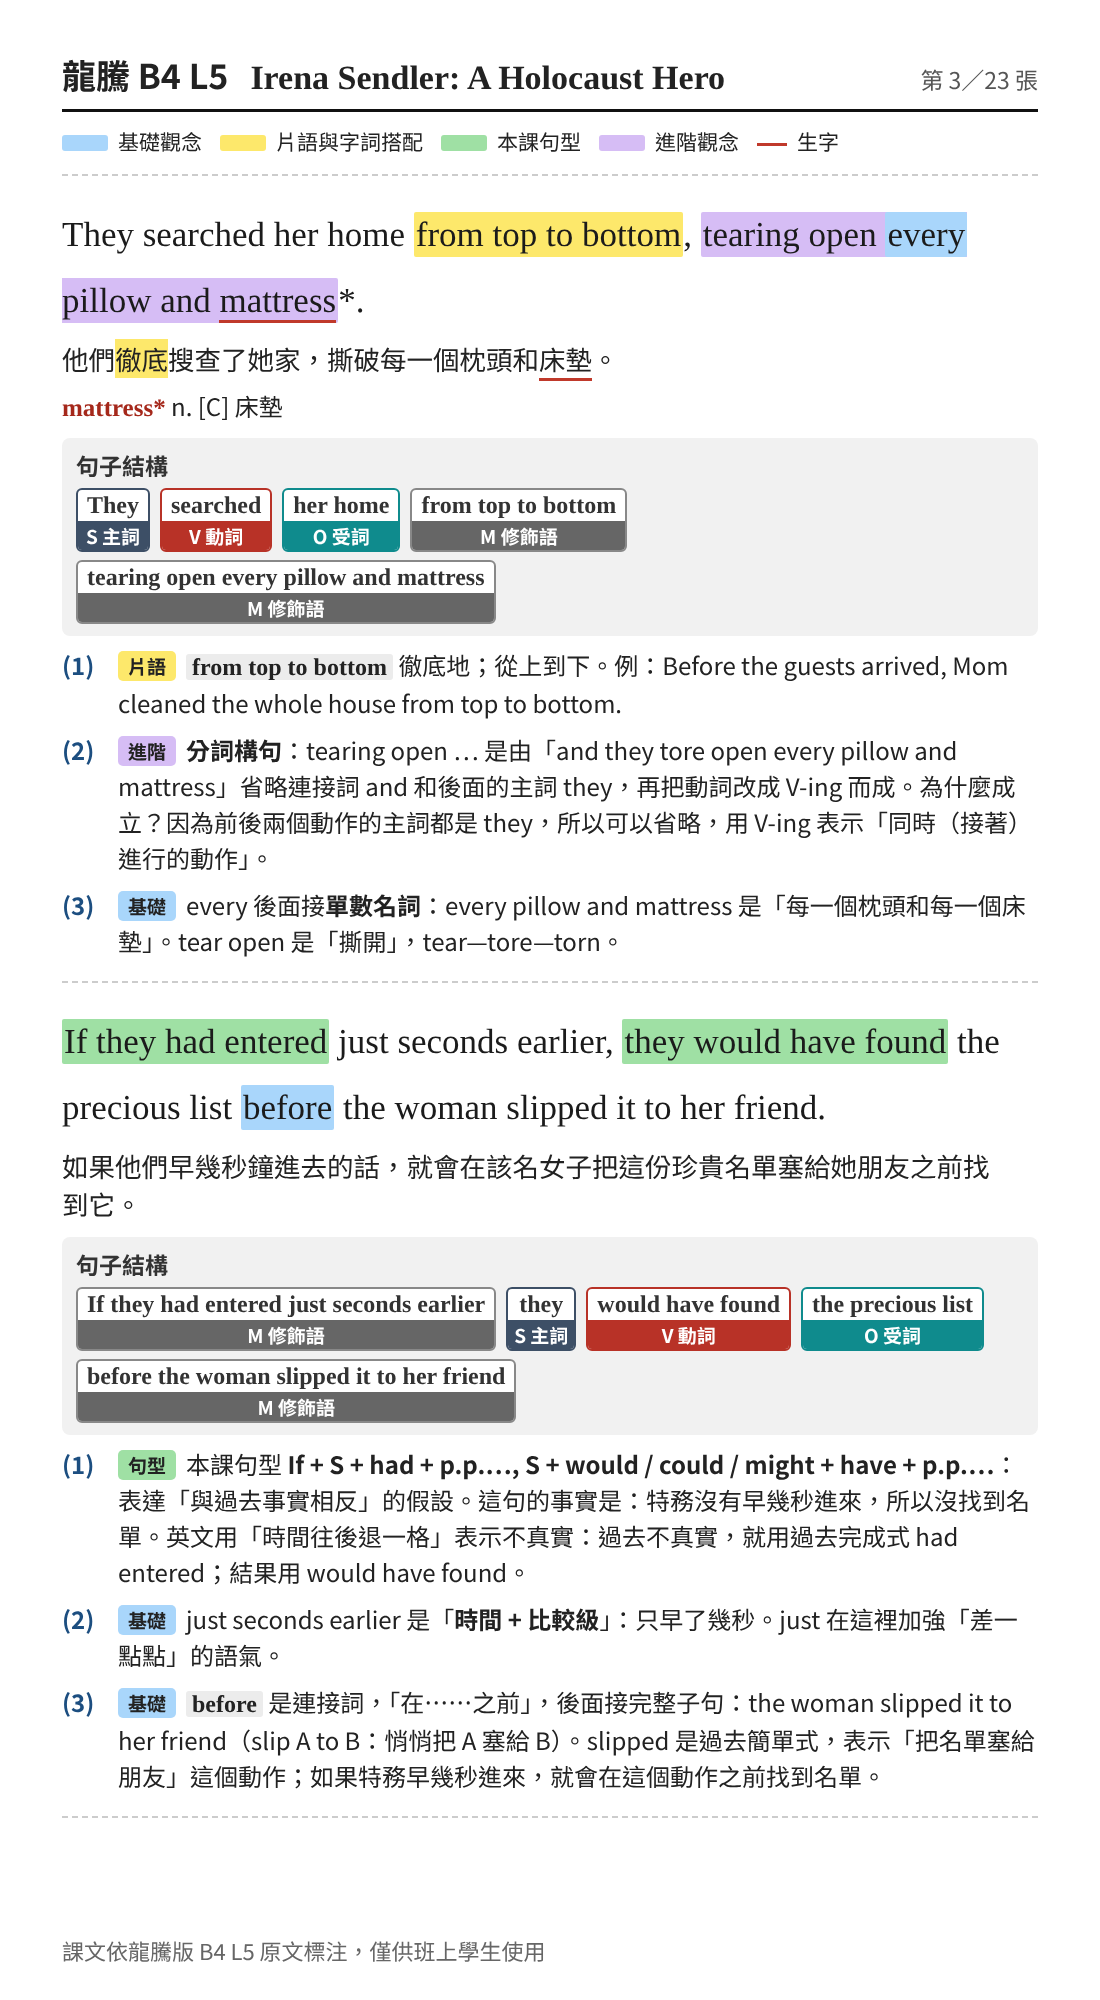 龍騰 B4 L5 Irena Sendler: A Holocaust Hero 第 3／23 張
基礎觀念 片語與字詞搭配 本課句型 進階觀念 生字
They searched her home from top to bottom, tearing open every
pillow and mattress*.
他們徹底搜查了她家，撕破每一個枕頭和床墊。
mattress* n. [C] 床墊
句子結構
They searched her home from top to bottom
S 主詞 V 動詞 O 受詞 M 修飾語
tearing open every pillow and mattress
M 修飾語
(1) 片語 from top to bottom 徹底地；從上到下。例：Before the guests arrived, Mom
cleaned the whole house from top to bottom.
(2) 進階 分詞構句：tearing open … 是由「and they tore open every pillow and
mattress」省略連接詞 and 和後面的主詞 they，再把動詞改成 V-ing 而成。為什麼成
立？因為前後兩個動作的主詞都是 they，所以可以省略，用 V-ing 表示「同時（接著）
進行的動作」。
(3) 基礎 every 後面接單數名詞：every pillow and mattress 是「每一個枕頭和每一個床
墊」。tear open 是「撕開」，tear—tore—torn。
If they had entered just seconds earlier, they would have found the
precious list before the woman slipped it to her friend.
如果他們早幾秒鐘進去的話，就會在該名女子把這份珍貴名單塞給她朋友之前找
到它。
句子結構
If they had entered just seconds earlier they would have found the precious list
M 修飾語 S 主詞 V 動詞 O 受詞
before the woman slipped it to her friend
M 修飾語
(1) 句型 本課句型 If + S + had + p.p.…, S + would / could / might + have + p.p.…：
表達「與過去事實相反」的假設。這句的事實是：特務沒有早幾秒進來，所以沒找到名
單。英文用「時間往後退一格」表示不真實：過去不真實，就用過去完成式 had
entered；結果用 would have found。
(2) 基礎 just seconds earlier 是「時間 + 比較級」：只早了幾秒。just 在這裡加強「差一
點點」的語氣。
(3) 基礎 before 是連接詞，「在……之前」，後面接完整子句：the woman slipped it to
her friend（slip A to B：悄悄把 A 塞給 B）。slipped 是過去簡單式，表示「把名單塞給
朋友」這個動作；如果特務早幾秒進來，就會在這個動作之前找到名單。
課文依龍騰版 B4 L5 原文標注，僅供班上學生使用